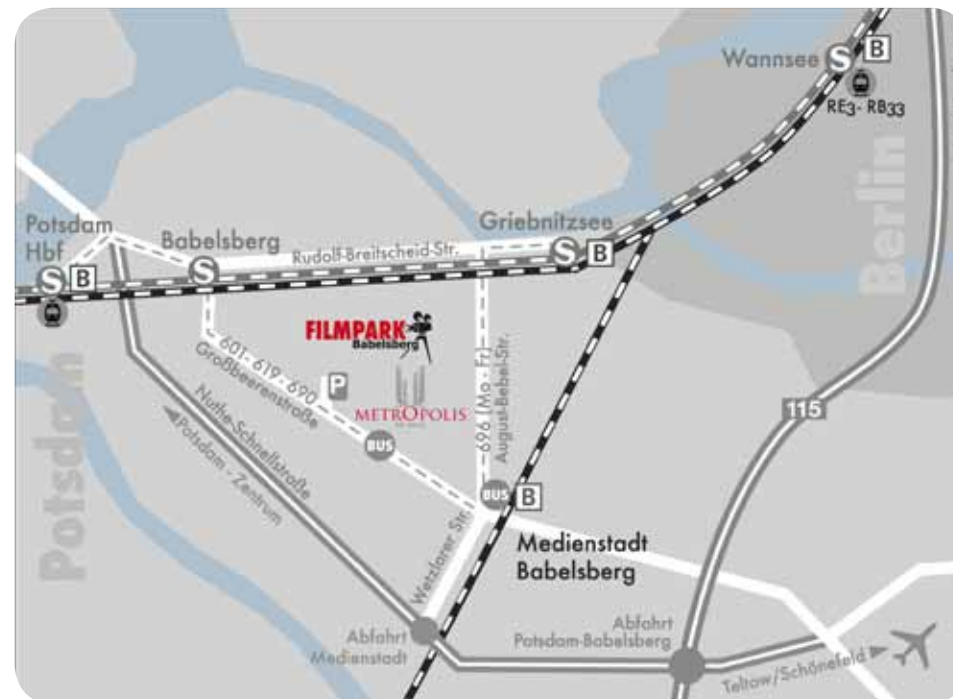 Wannsee S B
RE3- RB33
Berlin
Potsdam
Hbf
S B
Babelsberg
S
Rudolf-Breitscheid-Str.
Griebnitzsee
S B
FILMPARK
Babelsberg
P
METROPOLIS
601- 619 - 690
Großbeerenstraße
BUS
696 (Mo - Fr)
August-Bebel-Str.
115
Nuthe-Schnellstraße
Potsdam - Zentrum
Potsdam
BUS B
Medienstadt
Babelsberg
Wetzlarer Str.
Abfahrt
Medienstadt
Abfahrt
Potsdam-Babelsberg
Teltow/Schönefeld